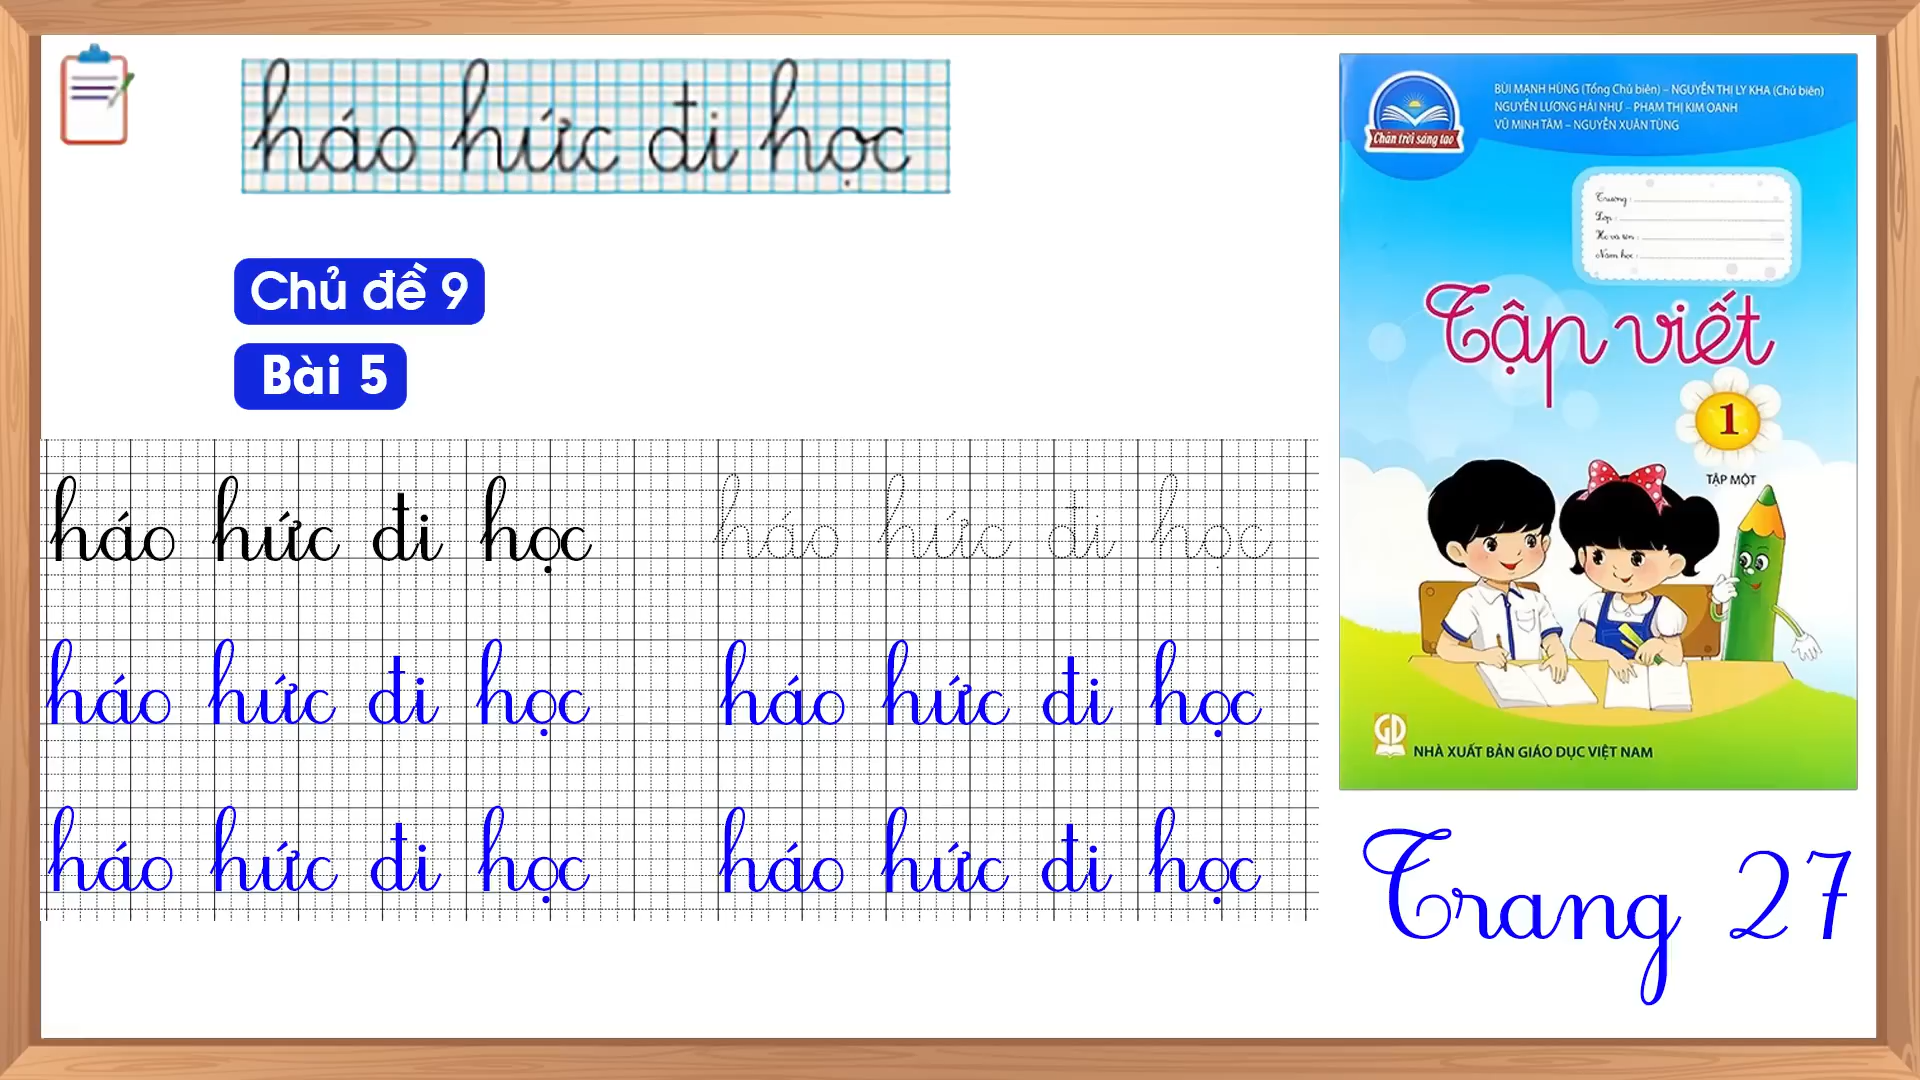 háo hức đi học
Chủ đề 9
Bài 5
háo hức đi học háo hức đi học
háo hức đi học háo hức đi học
háo hức đi học háo hức đi học
BÙI MẠNH HÙNG (Tổng Chủ biên) – NGUYỄN THỊ LY KHA (Chủ biên)
NGUYỄN LƯƠNG HẢI NHƯ – PHẠM THỊ KIM OANH
VŨ MINH TÂM – NGUYỄN XUÂN TÙNG
Chân trời sáng tạo
Trường:
Lớp:
Họ và tên:
Năm học:
Tập viết
1
TẬP MỘT
GD
NHÀ XUẤT BẢN GIÁO DỤC VIỆT NAM
Trang 27